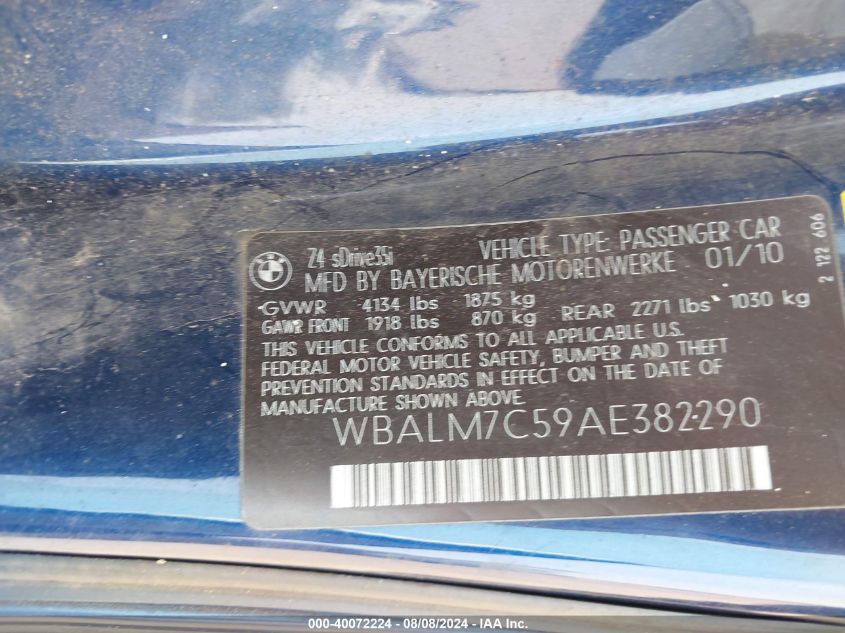 BMW
Z4 sDrive35i VEHICLE TYPE: PASSENGER CAR
MFD BY BAYERISCHE MOTORENWERKE 01/10
GVWR 4134 lbs 1875 kg
GAWR FRONT 1918 lbs 870 kg REAR 2271 lbs 1030 kg
THIS VEHICLE CONFORMS TO ALL APPLICABLE U.S.
FEDERAL MOTOR VEHICLE SAFETY, BUMPER AND THEFT
PREVENTION STANDARDS IN EFFECT ON THE DATE OF
MANUFACTURE SHOWN ABOVE.
WBALM7C59AE382290
2 122 606
000-40072224 - 08/08/2024 - IAA, Inc.